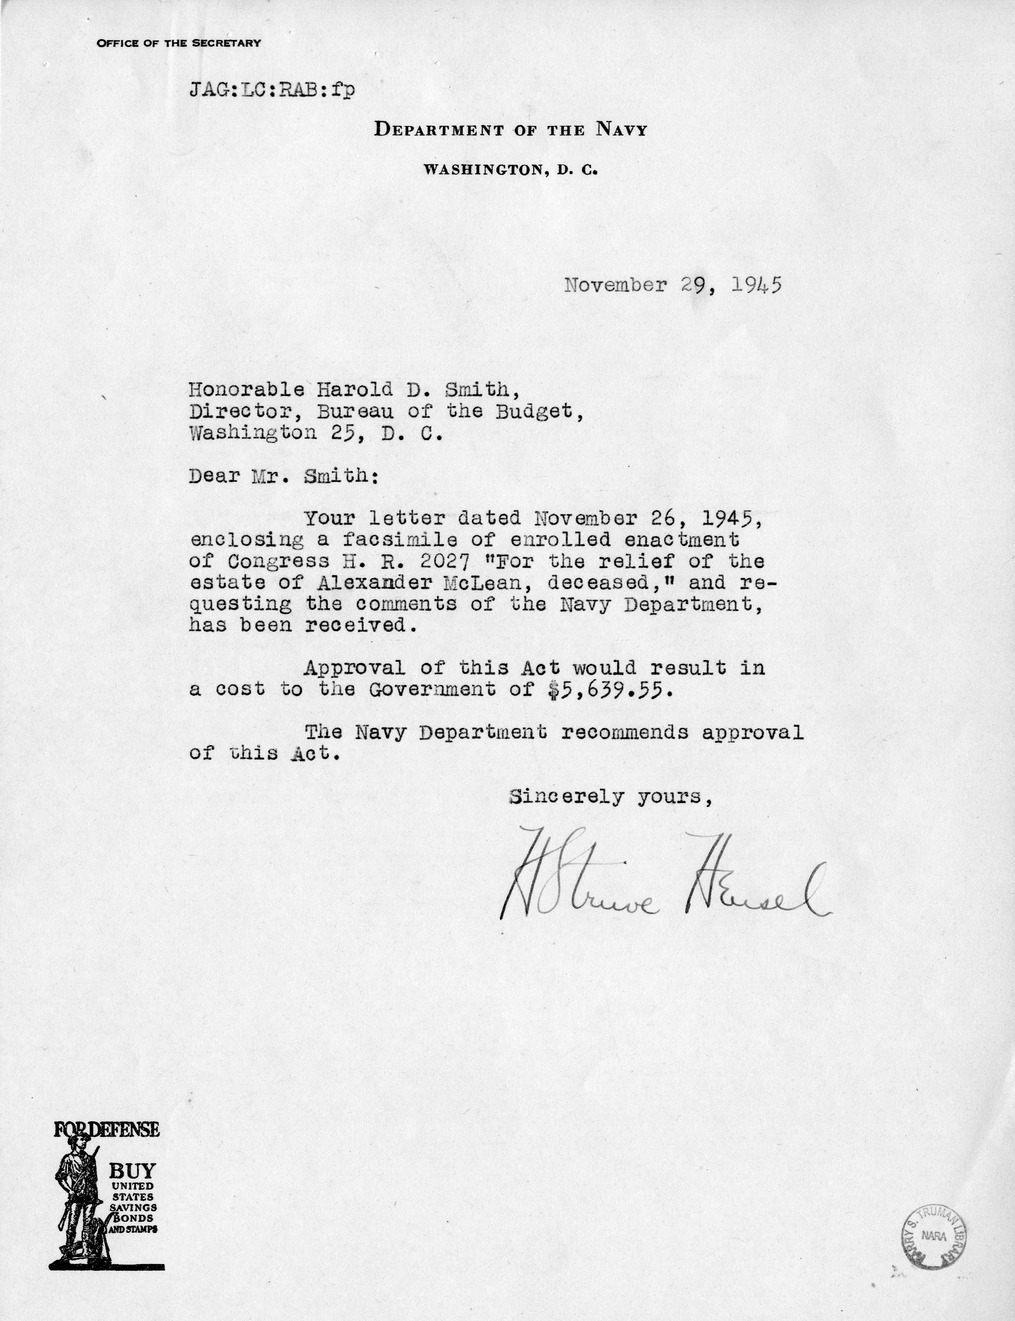 OFFICE OF THE SECRETARY
JAG:LC:RAB:fp
DEPARTMENT OF THE NAVY
WASHINGTON, D. C.
November 29, 1945
Honorable Harold D. Smith,
Director, Bureau of the Budget,
Washington 25, D. C.
Dear Mr. Smith:
Your letter dated November 26, 1945,
enclosing a facsimile of enrolled enactment
of Congress H. R. 2027 "For the relief of the
estate of Alexander McLean, deceased," and re-
questing the comments of the Navy Department,
has been received.
Approval of this Act would result in
a cost to the Government of $5,639.55.
The Navy Department recommends approval
of this Act.
Sincerely yours,
H Struve Hensel
FOR DEFENSE
BUY
UNITED
STATES
SAVINGS
BONDS
AND STAMPS
HARRY S. TRUMAN LIBRARY
NARA